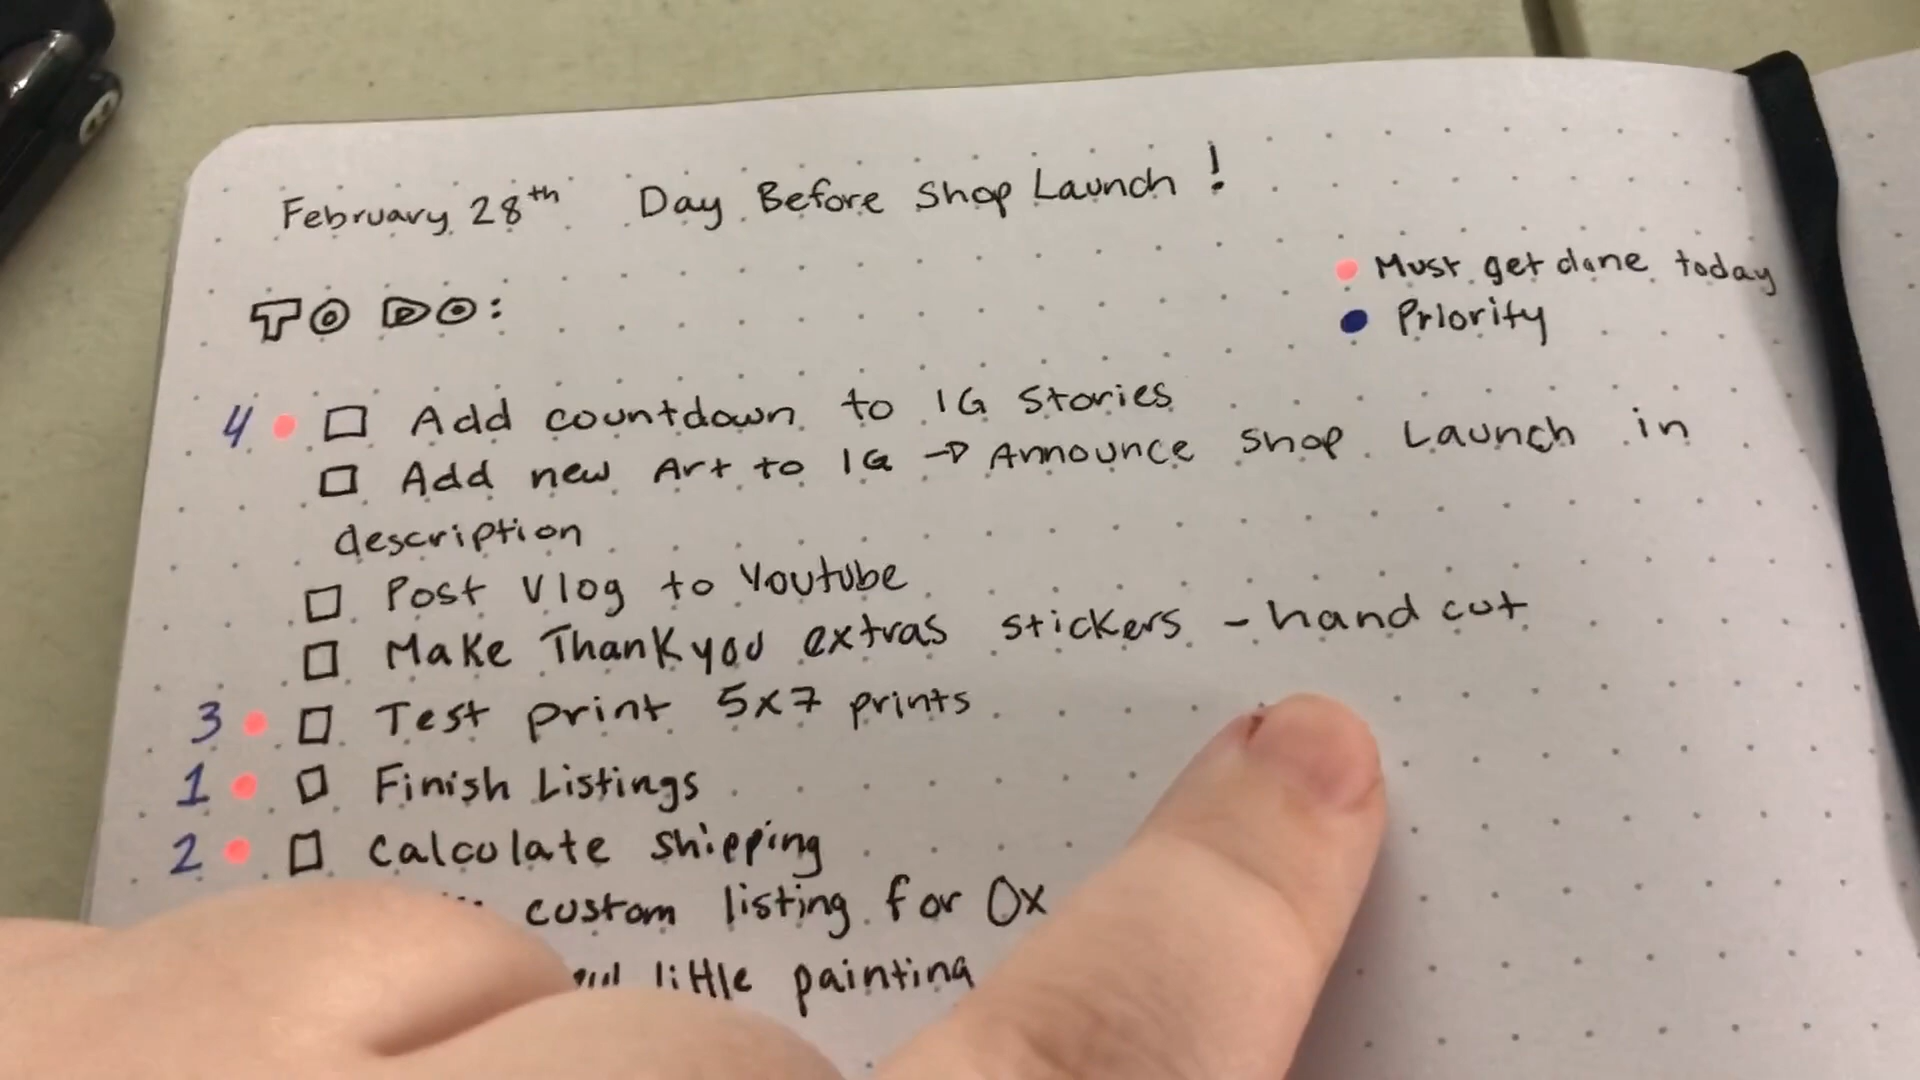 February 28th Day Before Shop Launch !
Must get done today
Priority
TO DO:
4 Add countdown to IG Stories
Add new Art to IG → Announce shop Launch in
description
Post Vlog to Youtube
Make Thank you extras stickers - hand cut
3 Test print 5x7 prints
1 Finish Listings
2 Calculate shipping
custom listing for Ox
little painting